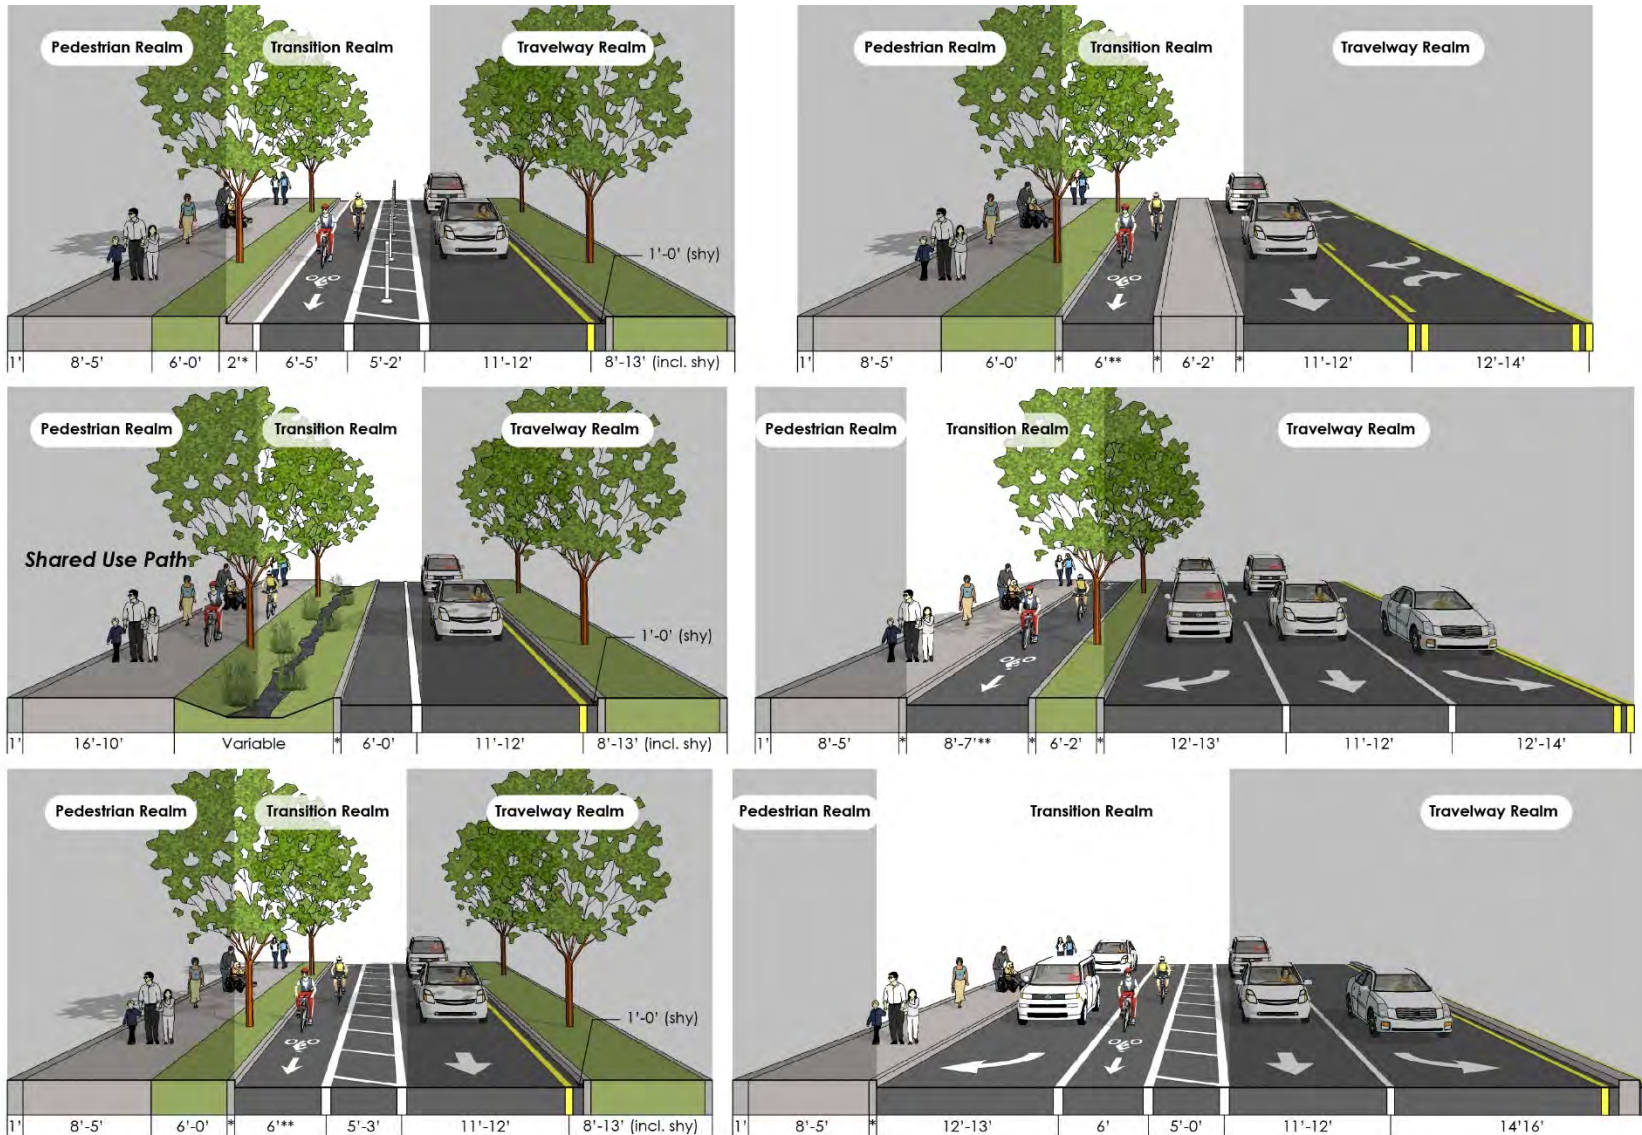 Pedestrian Realm
Transition Realm
Travelway Realm
1'-0' (shy)
1' 8'-5' 6'-0' 2'* 6'-5' 5'-2' 11'-12' 8'-13' (incl. shy)
Pedestrian Realm
Transition Realm
Travelway Realm
1' 8'-5' 6'-0' * 6'** * 6'-2' * 11'-12' 12'-14'
Pedestrian Realm
Transition Realm
Travelway Realm
Shared Use Path
1'-0' (shy)
1' 16'-10' Variable * 6'-0' 11'-12' 8'-13' (incl. shy)
Pedestrian Realm
Transition Realm
Travelway Realm
1' 8'-5' * 8'-7'** * 6'-2' * 12'-13' 11'-12' 12'-14'
Pedestrian Realm
Transition Realm
Travelway Realm
1'-0' (shy)
1' 8'-5' 6'-0' * 6'** 5'-3' 11'-12' 8'-13' (incl. shy)
Pedestrian Realm
Transition Realm
Travelway Realm
1' 8'-5' * 12'-13' 6' 5'-0' 11'-12' 14'16'